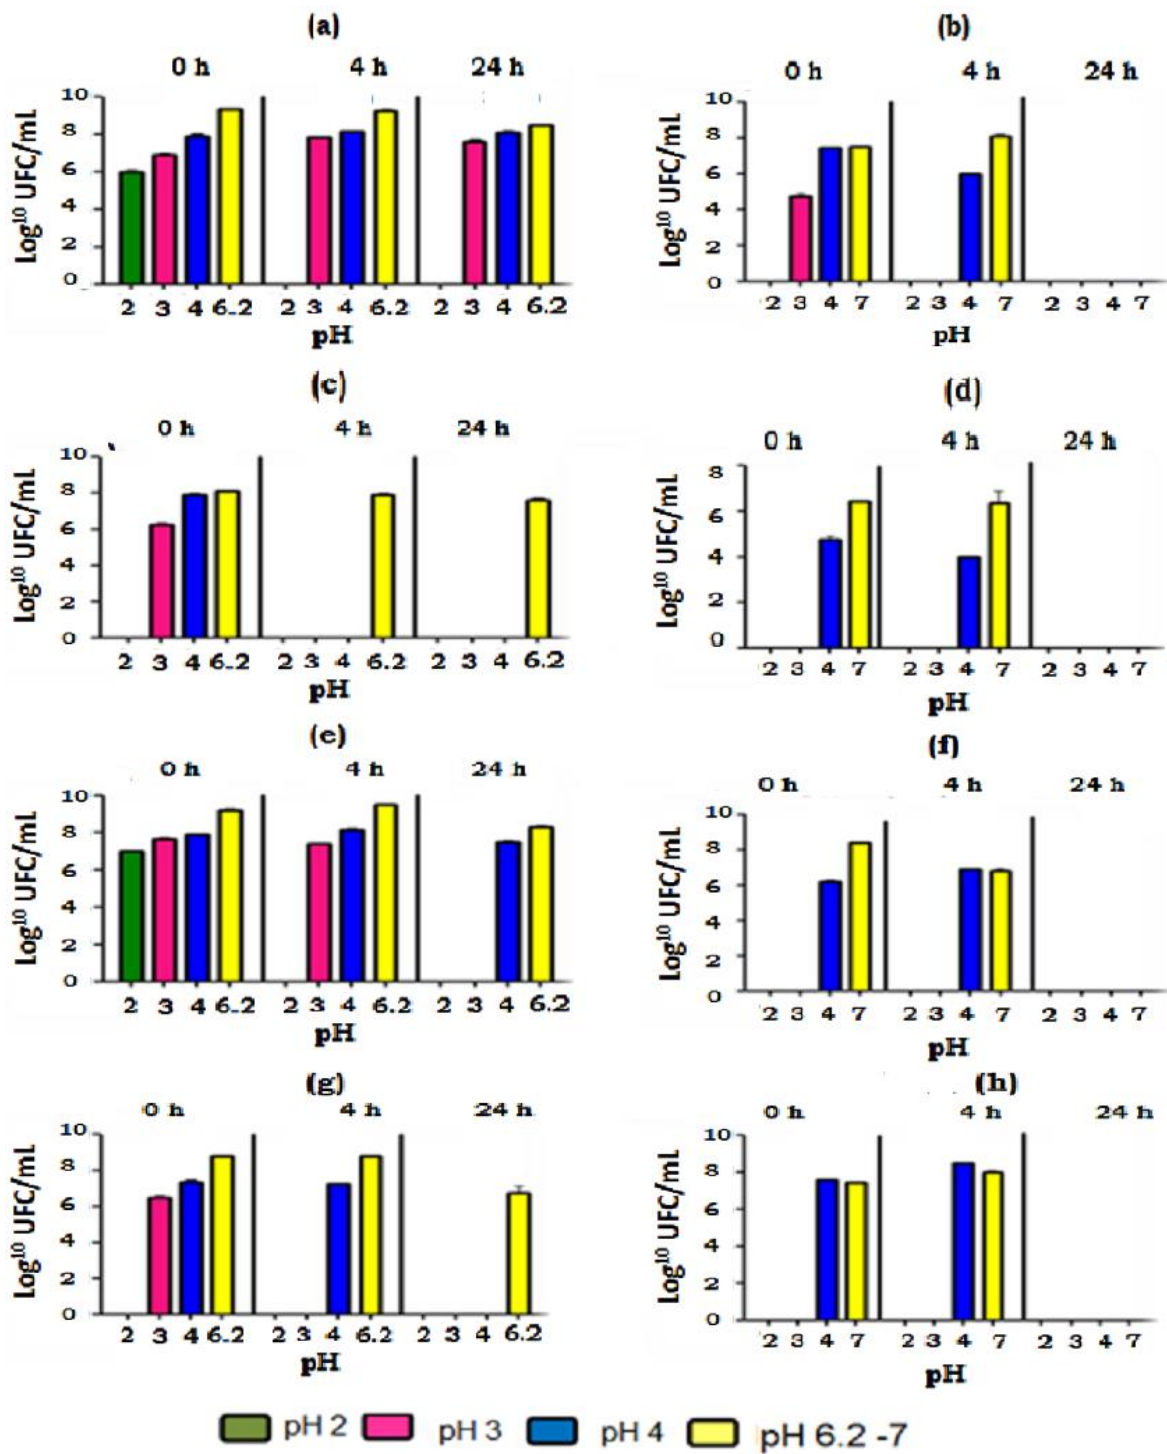 (a)
0 h 4 h 24 h
Log¹⁰ UFC/mL
10
8
6
4
2
0
2 3 4 6.2 2 3 4 6.2 2 3 4 6.2
pH
(b)
0 h 4 h 24 h
Log¹⁰ UFC/mL
10
8
6
4
2
0
2 3 4 7 2 3 4 7 2 3 4 7
pH
(c)
0 h 4 h 24 h
Log¹⁰ UFC/mL
10
8
6
4
2
0
2 3 4 6.2 2 3 4 6.2 2 3 4 6.2
pH
(d)
0 h 4 h 24 h
Log¹⁰ UFC/mL
8
6
4
2
0
2 3 4 7 2 3 4 7 2 3 4 7
pH
(e)
0 h 4 h 24 h
Log¹⁰ UFC/mL
10
8
6
4
2
0
2 3 4 6.2 2 3 4 6.2 2 3 4 6.2
pH
(f)
0 h 4 h 24 h
Log¹⁰ UFC/mL
10
8
6
4
2
0
2 3 4 7 2 3 4 7 2 3 4 7
pH
(g)
0 h 4 h 24 h
Log¹⁰ UFC/mL
10
8
6
4
2
0
2 3 4 6.2 2 3 4 6.2 2 3 4 6.2
pH
(h)
0 h 4 h 24 h
Log¹⁰ UFC/mL
10
8
6
4
2
0
2 3 4 7 2 3 4 7 2 3 4 7
pH
pH 2 pH 3 pH 4 pH 6.2 -7